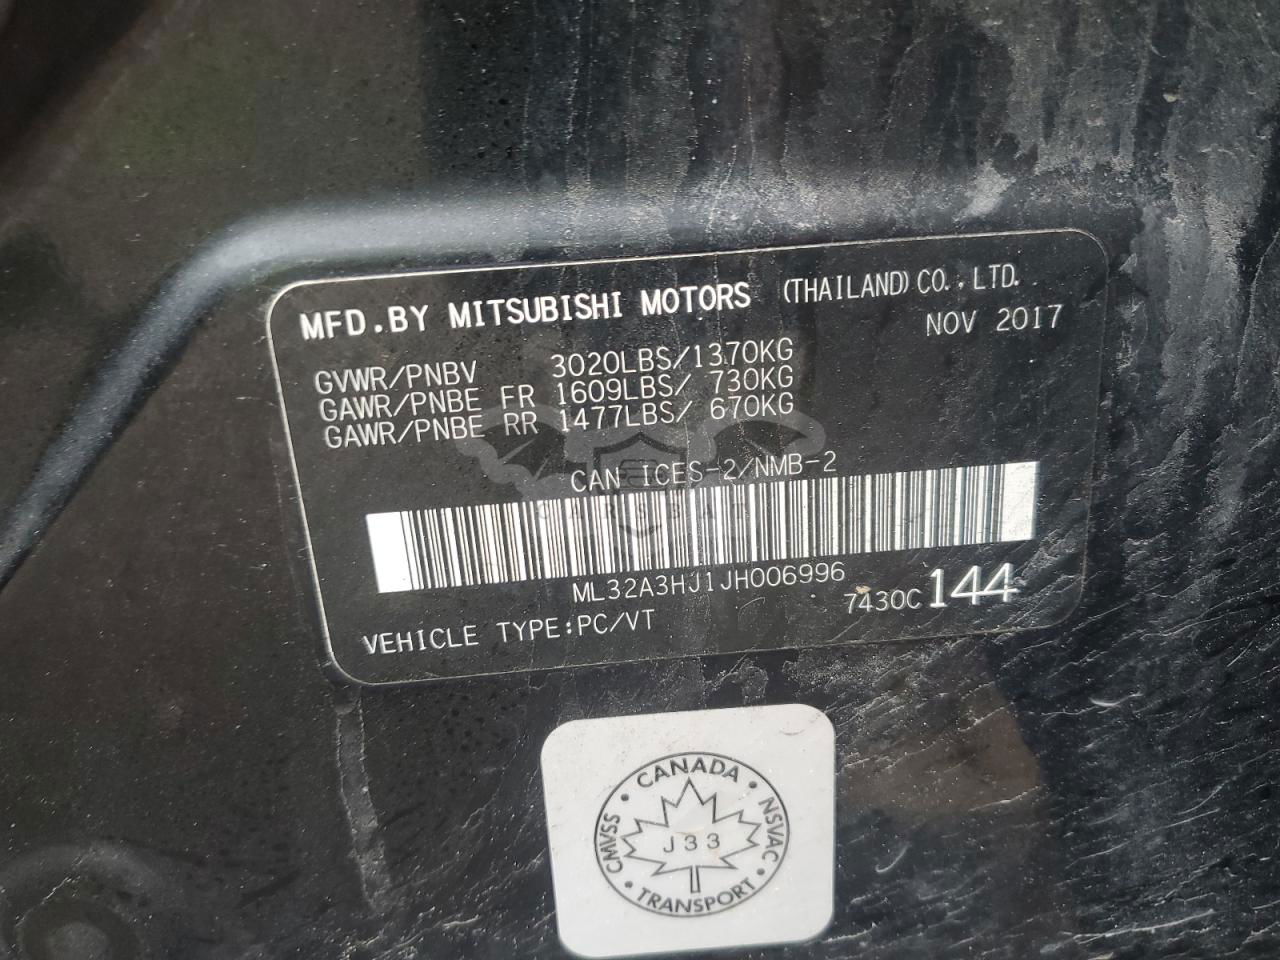 MFD.BY MITSUBISHI MOTORS (THAILAND) CO., LTD.
NOV 2017
GVWR/PNBV 3020LBS/1370KG
GAWR/PNBE FR 1609LBS/ 730KG
GAWR/PNBE RR 1477LBS/ 670KG
CAN ICES-2/NMB-2
ML32A3HJ1JH006996
7430C 144
VEHICLE TYPE:PC/VT
CANADA
CMVSS
NSVAC
J33
TRANSPORT